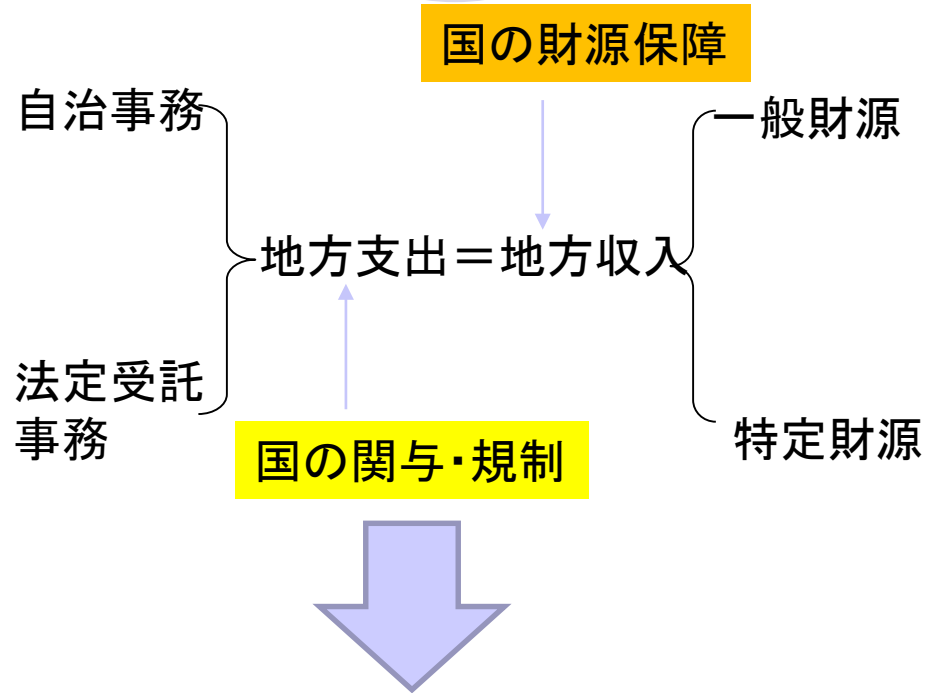 国の財源保障
自治事務
一般財源
地方支出＝地方収入
法定受託
事務
特定財源
国の関与・規制